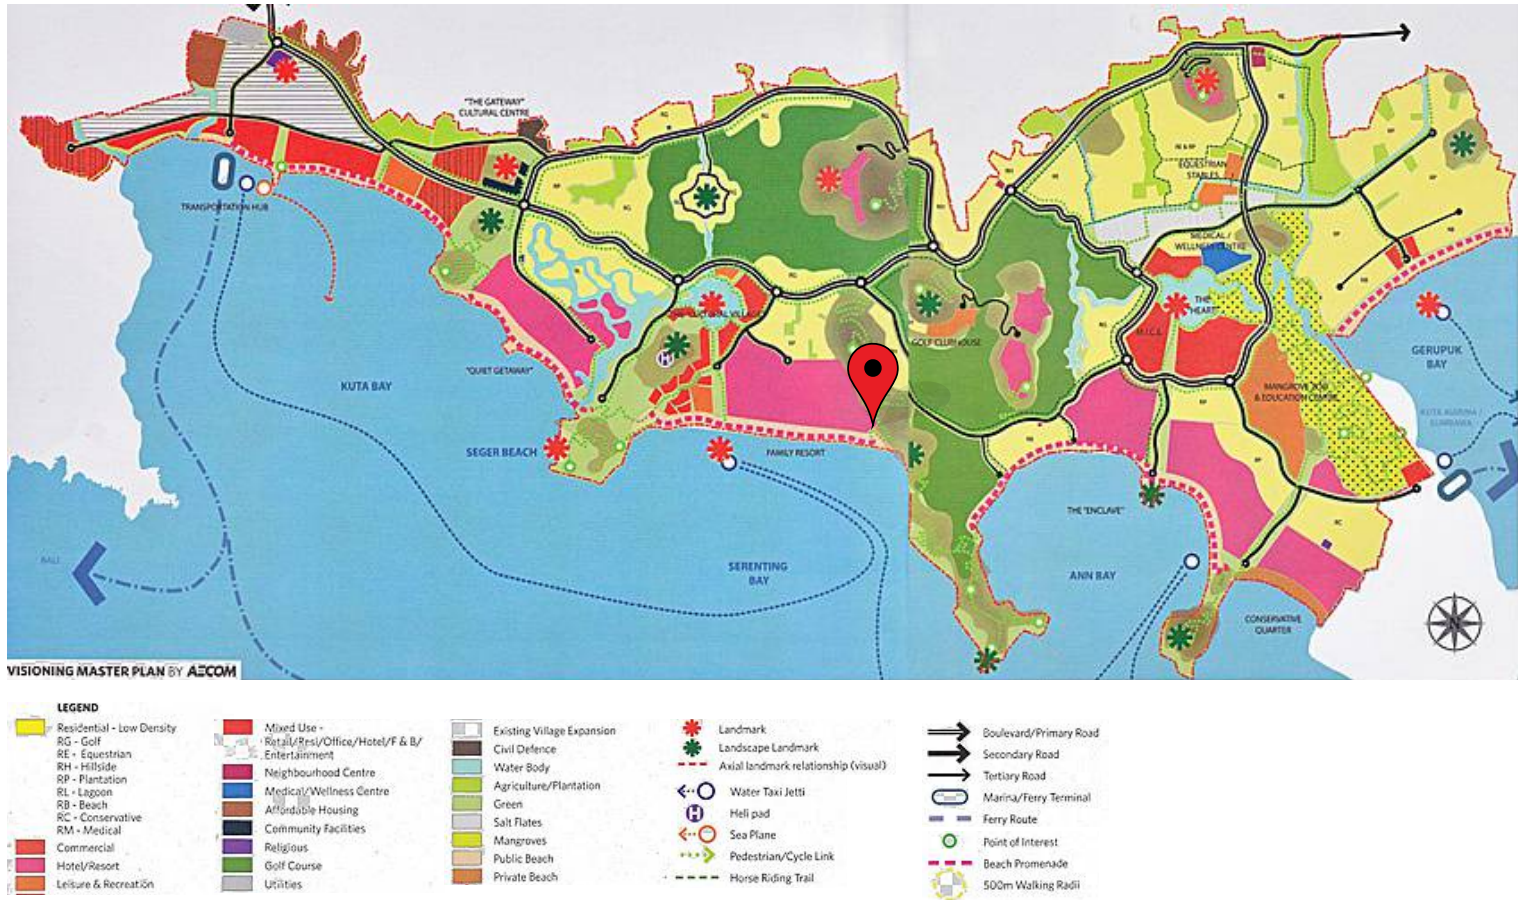 "THE GATEWAY"
CULTURAL CENTRE
TRANSPORTATION HUB
EQUESTRIAN
STABLES
RE & RP
MEDICAL /
WELLNESS CENTRE
THE
HEART
M.I.C.E.
GOLF CLUBHOUSE
"QUIET GETAWAY"
KUTA BAY
SEGER BEACH
FAMILY RESORT
GERUPUK
BAY
& EDUCATION CENTRE
THE "ENCLAVE"
SERENTING
BAY
ANN BAY
CONSERVATIVE
QUARTER
BALI
RC
H
VISIONING MASTER PLAN BY AECOM
LEGEND
Residential - Low Density
RG - Golf
RE - Equestrian
RH - Hillside
RP - Plantation
RL - Lagoon
RB - Beach
RC - Conservative
RM - Medical
Commercial
Hotel/Resort
Leisure & Recreation
Mixed Use -
Retail/Resi/Office/Hotel/F & B/
Entertainment
Neighbourhood Centre
Medical/Wellness Centre
Affordable Housing
Community Facilities
Religious
Golf Course
Utilities
Existing Village Expansion
Civil Defence
Water Body
Agriculture/Plantation
Green
Salt Flates
Mangroves
Public Beach
Private Beach
Landmark
Landscape Landmark
Axial landmark relationship (visual)
Water Taxi Jetti
H
Heli pad
Sea Plane
Pedestrian/Cycle Link
Horse Riding Trail
Boulevard/Primary Road
Secondary Road
Tertiary Road
Marina/Ferry Terminal
Ferry Route
Point of Interest
Beach Promenade
500m Walking Radii